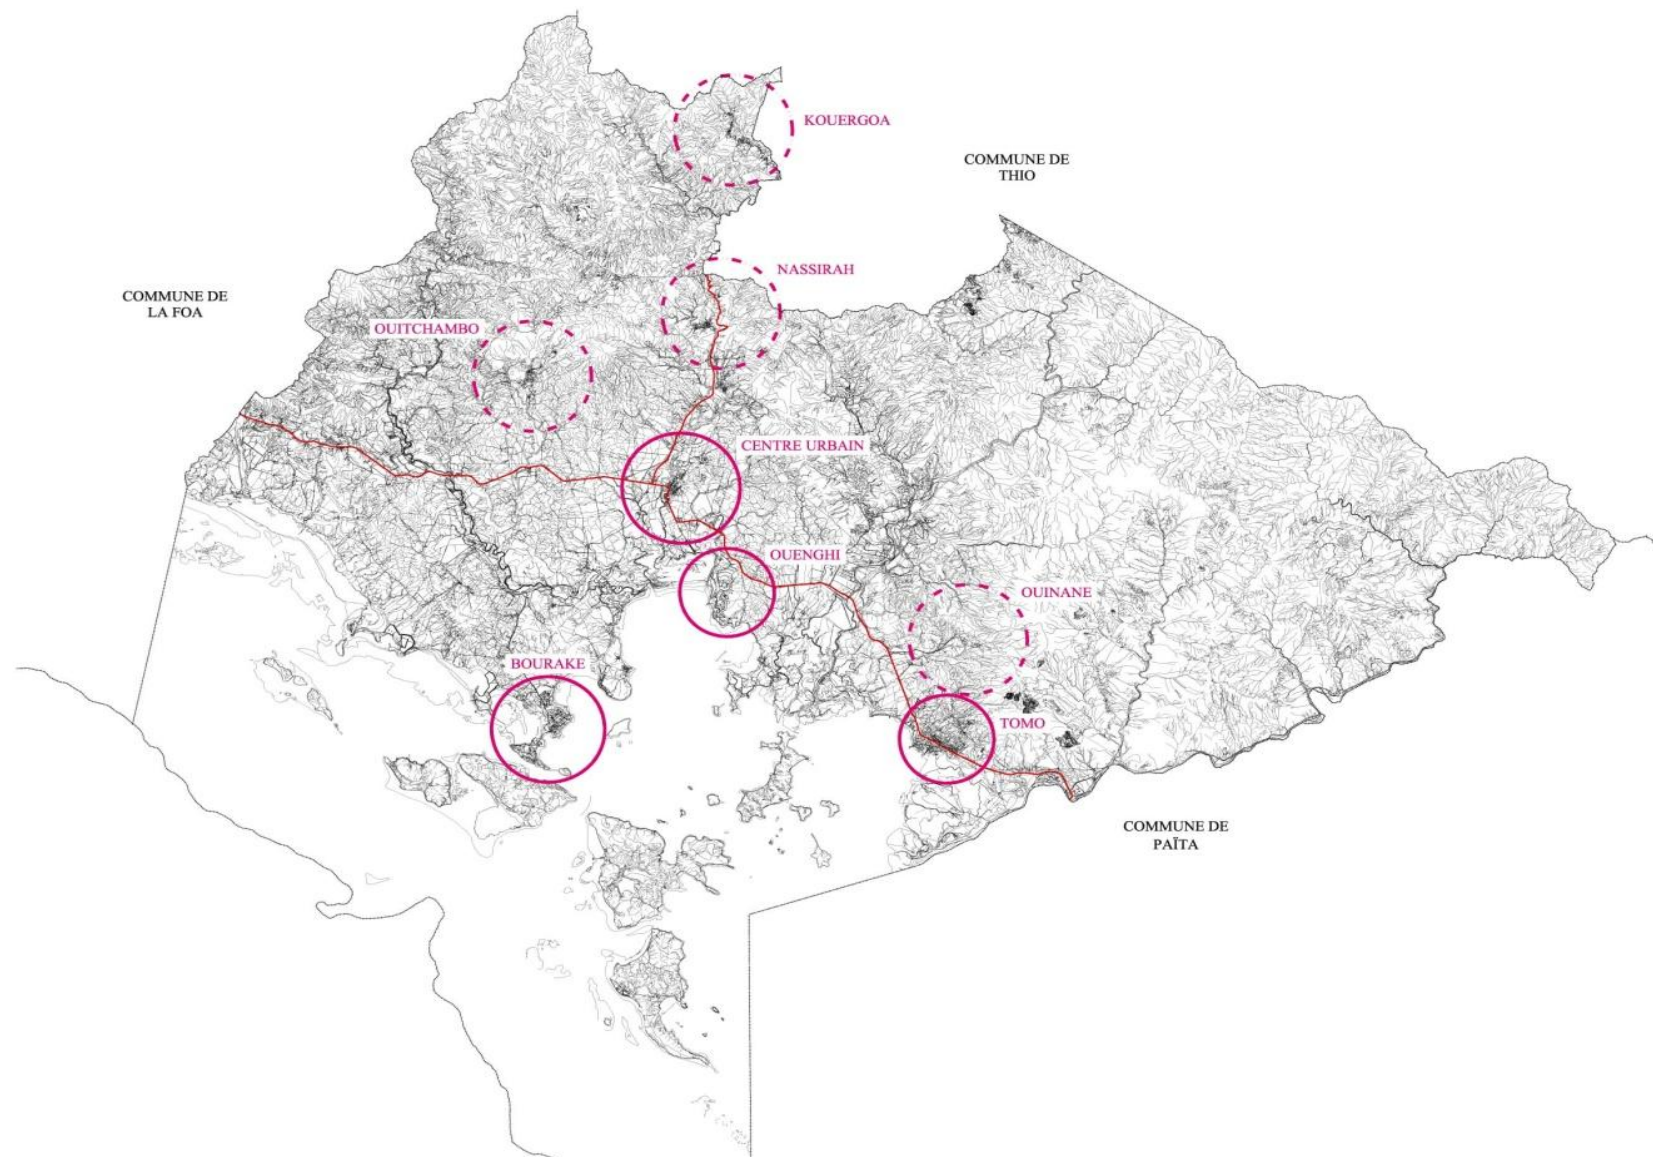 KOUERGOA
COMMUNE DE
THIO
NASSIRAH
COMMUNE DE
LA FOA
OUITCHAMBO
CENTRE URBAIN
OUENGHI
OUINANE
BOURAKE
TOMO
COMMUNE DE
PAÏTA